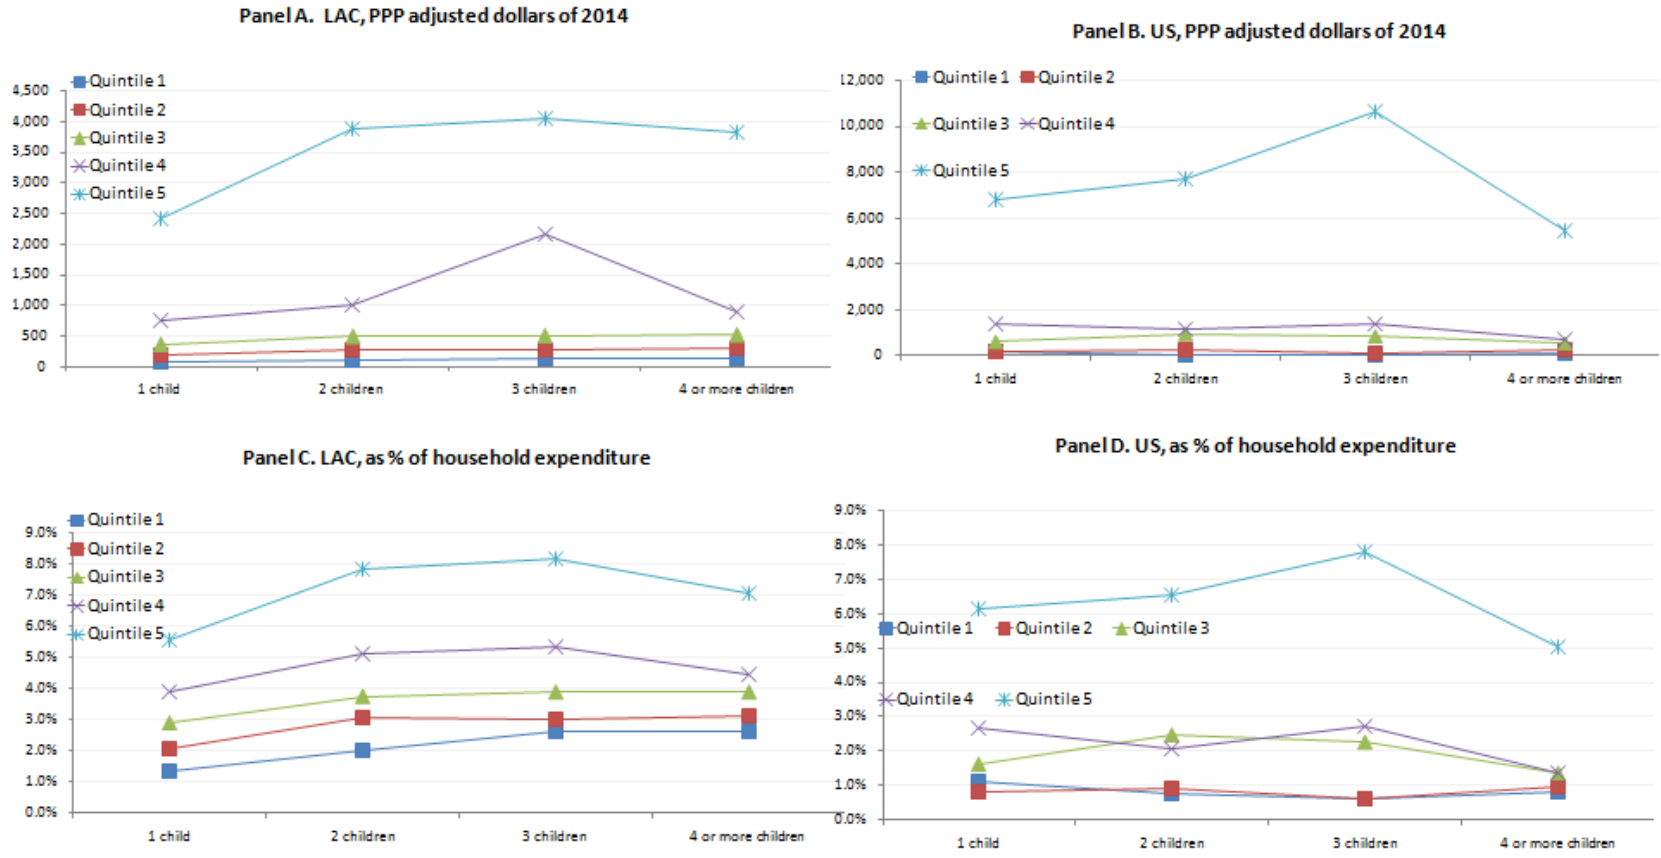 Panel A. LAC, PPP adjusted dollars of 2014
Quintile 1
Quintile 2
Quintile 3
Quintile 4
Quintile 5
4,500
4,000
3,500
3,000
2,500
2,000
1,500
1,000
500
0
1 child 2 children 3 children 4 or more children
Panel B. US, PPP adjusted dollars of 2014
Quintile 1 Quintile 2
Quintile 3 Quintile 4
Quintile 5
12,000
10,000
8,000
6,000
4,000
2,000
0
1 child 2 children 3 children 4 or more children
Panel C. LAC, as % of household expenditure
Quintile 1
Quintile 2
Quintile 3
Quintile 4
Quintile 5
9.0%
8.0%
7.0%
6.0%
5.0%
4.0%
3.0%
2.0%
1.0%
0.0%
1 child 2 children 3 children 4 or more children
Panel D. US, as % of household expenditure
9.0%
8.0%
7.0%
6.0%
5.0%
4.0%
3.0%
2.0%
1.0%
0.0%
Quintile 1 Quintile 2 Quintile 3
Quintile 4 Quintile 5
1 child 2 children 3 children 4 or more children